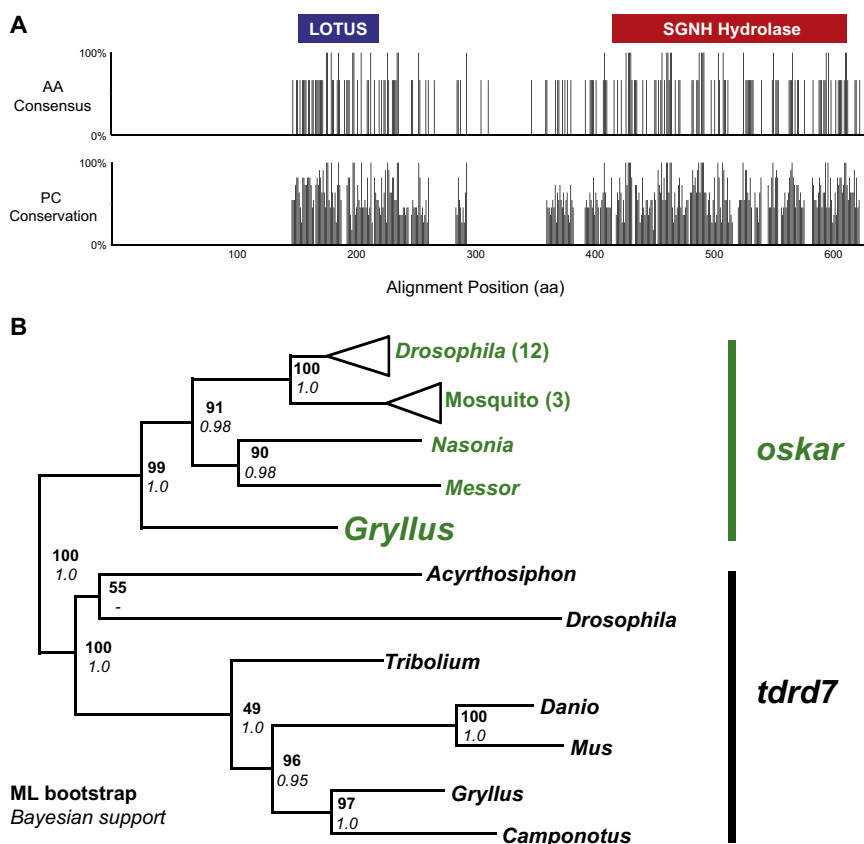 A
LOTUS
SGNH Hydrolase
100%
AA
Consensus
0%
100%
PC
Conservation
0%
100
200
300
400
500
600
Alignment Position (aa)
B
Drosophila (12)
100
1.0
Mosquito (3)
91
0.98
Nasonia
90
0.98
Messor
99
1.0
Gryllus
oskar
100
1.0
Acyrthosiphon
55
-
Drosophila
100
1.0
Tribolium
tdrd7
49
1.0
Danio
100
1.0
Mus
96
0.95
Gryllus
97
1.0
Camponotus
ML bootstrap
Bayesian support